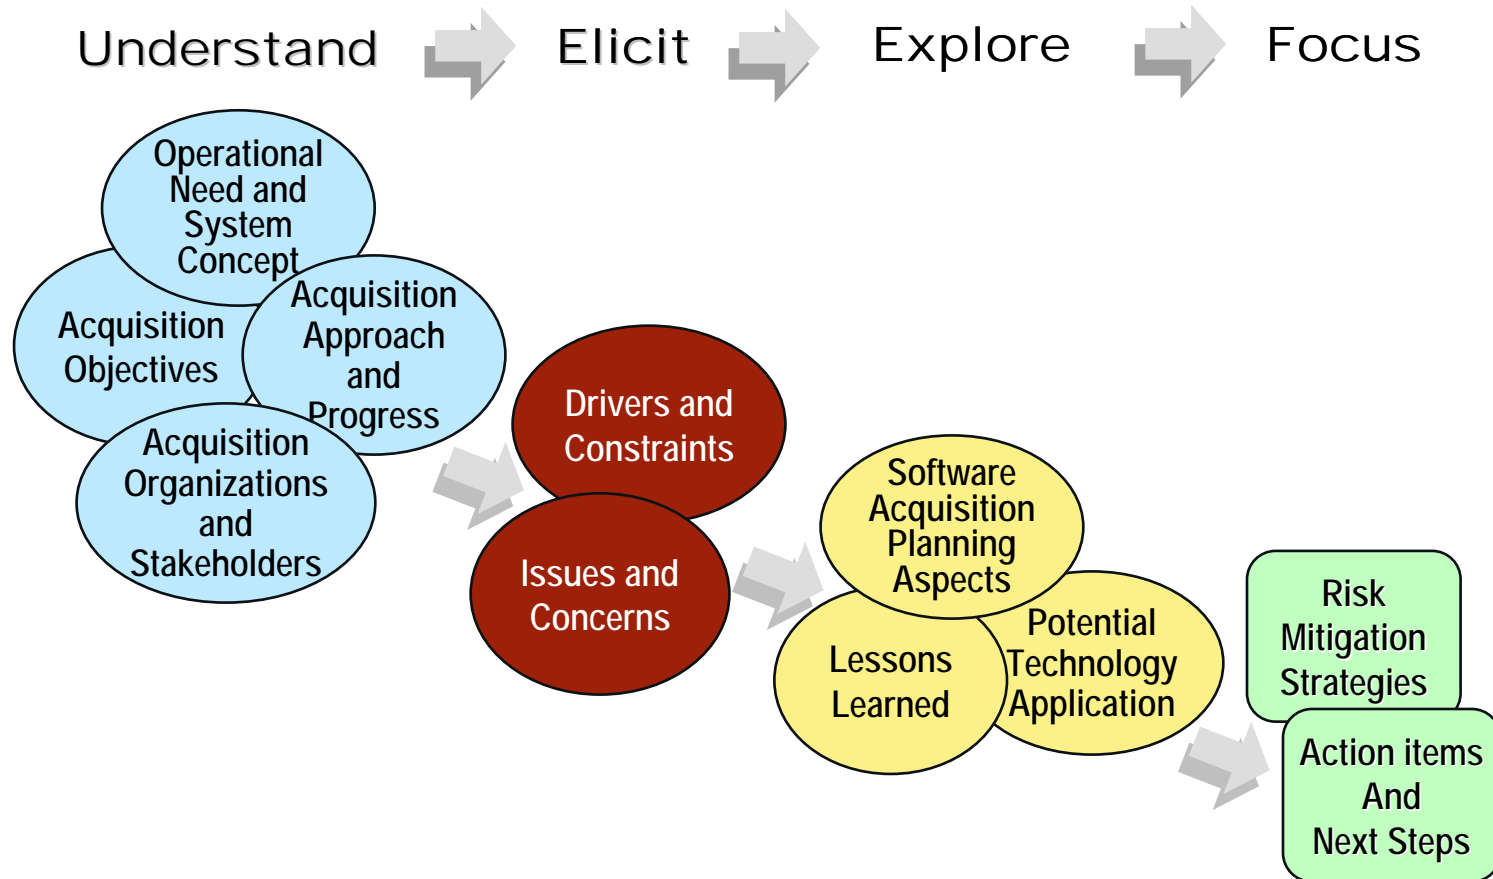 Understand
Elicit
Explore
Focus
Operational
Need and
System
Concept
Acquisition
Objectives
Acquisition
Approach
and
Progress
Acquisition
Organizations
and
Stakeholders
Drivers and
Constraints
Issues and
Concerns
Software
Acquisition
Planning
Aspects
Lessons
Learned
Potential
Technology
Application
Risk
Mitigation
Strategies
Action items
And
Next Steps